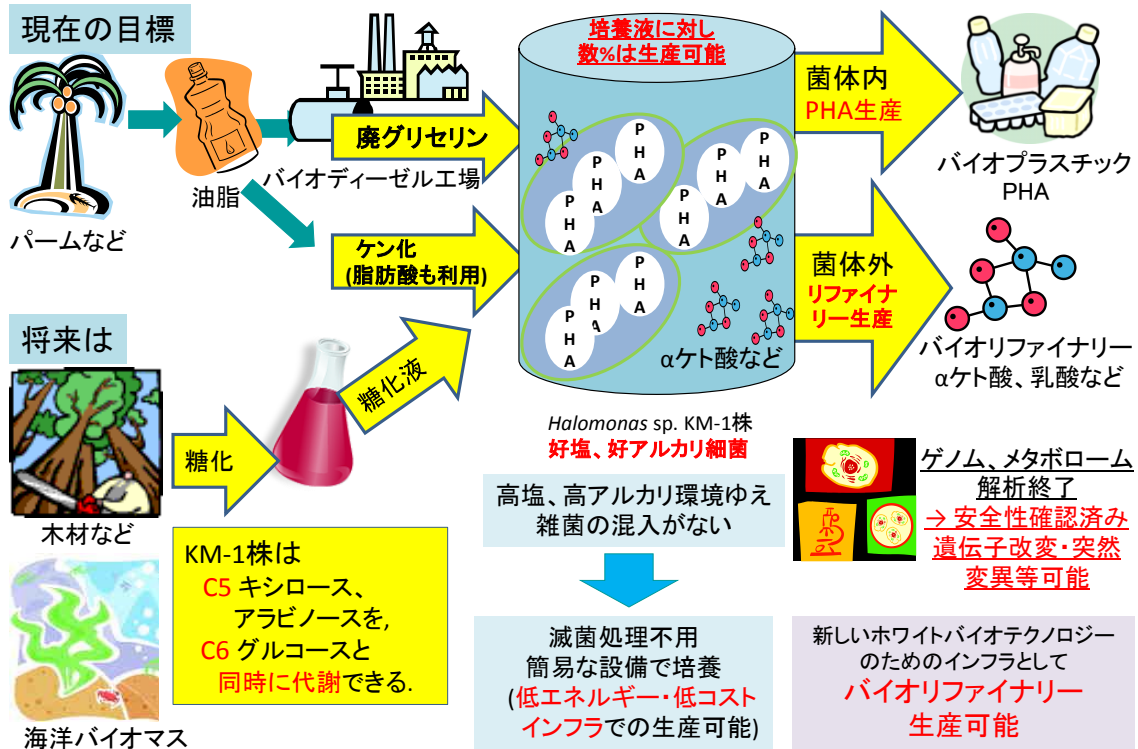 現在の目標
パームなど
油脂
バイオディーゼル工場
廃グリセリン
ケン化
(脂肪酸も利用)
培養液に対し
数%は生産可能
PHA
PHA
PHA
PHA
PHA
PHA
PHA
PHA
PHA
αケト酸など
菌体内
PHA生産
バイオプラスチック
PHA
菌体外
リファイナ
リー生産
バイオリファイナリー
αケト酸、乳酸など
将来は
木材など
糖化
糖化液
海洋バイオマス
KM-1株は
C5 キシロース、
アラビノースを,
C6 グルコースと
同時に代謝できる.
Halomonas sp. KM-1株
好塩、好アルカリ細菌
高塩、高アルカリ環境ゆえ
雑菌の混入がない
滅菌処理不用
簡易な設備で培養
(低エネルギー・低コスト
インフラでの生産可能)
ゲノム、メタボローム
解析終了
→ 安全性確認済み
遺伝子改変・突然
変異等可能
新しいホワイトバイオテクノロジー
のためのインフラとして
バイオリファイナリー
生産可能